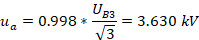 u_a = 0.998 * U_B3 / √3 = 3.630 kV